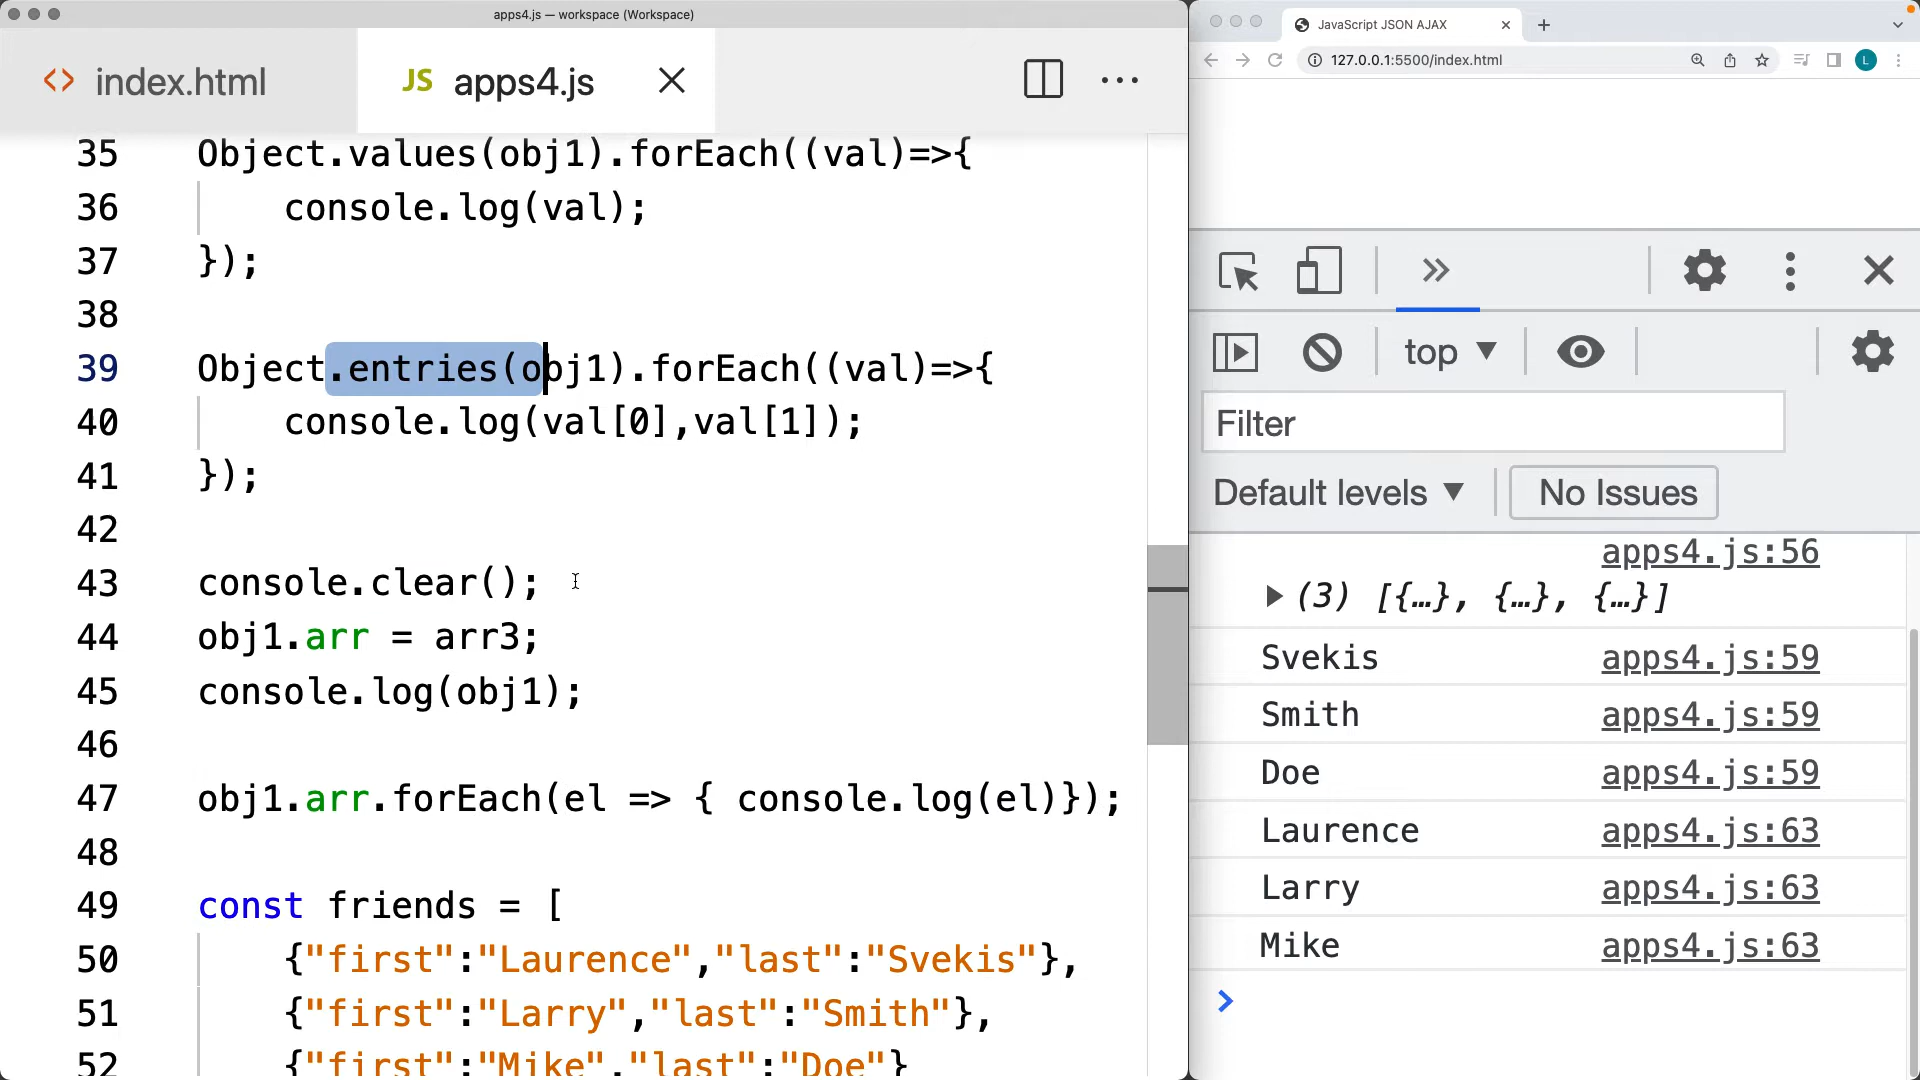 apps4.js — workspace (Workspace)
index.html
JS apps4.js
35 Object.values(obj1).forEach((val)=>{
36 console.log(val);
37 });
38
39 Object.entries(obj1).forEach((val)=>{
40 console.log(val[0],val[1]);
41 });
42
43 console.clear();
44 obj1.arr = arr3;
45 console.log(obj1);
46
47 obj1.arr.forEach(el => { console.log(el)});
48
49 const friends = [
50 {"first":"Laurence","last":"Svekis"},
51 {"first":"Larry","last":"Smith"},
52 {"first":"Mike","last":"Doe"}
JavaScript JSON AJAX
127.0.0.1:5500/index.html
L
top
Filter
Default levels No Issues
apps4.js:56
(3) [{…}, {…}, {…}]
Svekis apps4.js:59
Smith apps4.js:59
Doe apps4.js:59
Laurence apps4.js:63
Larry apps4.js:63
Mike apps4.js:63